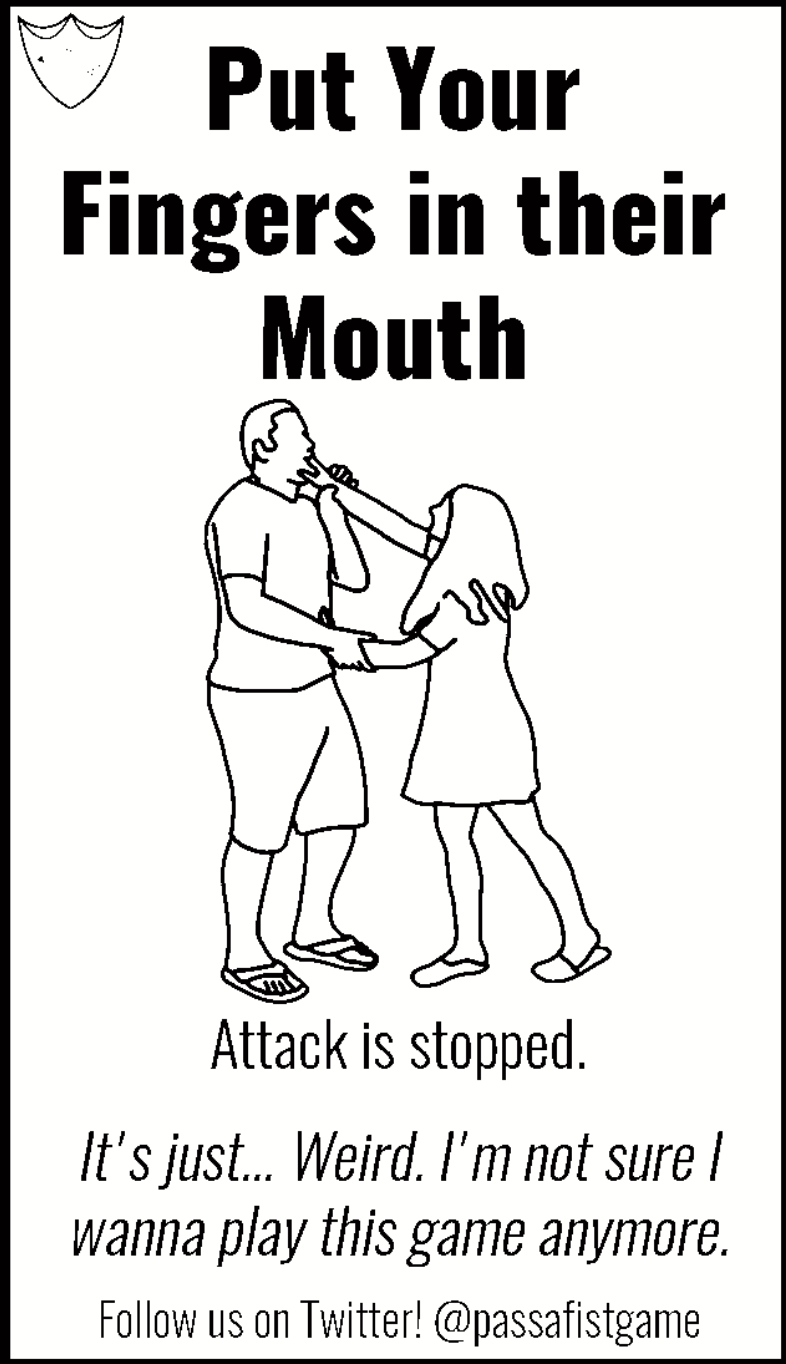 Put Your
Fingers in their
Mouth
Attack is stopped.
It's just... Weird. I'm not sure I
wanna play this game anymore.
Follow us on Twitter! @passafistgame